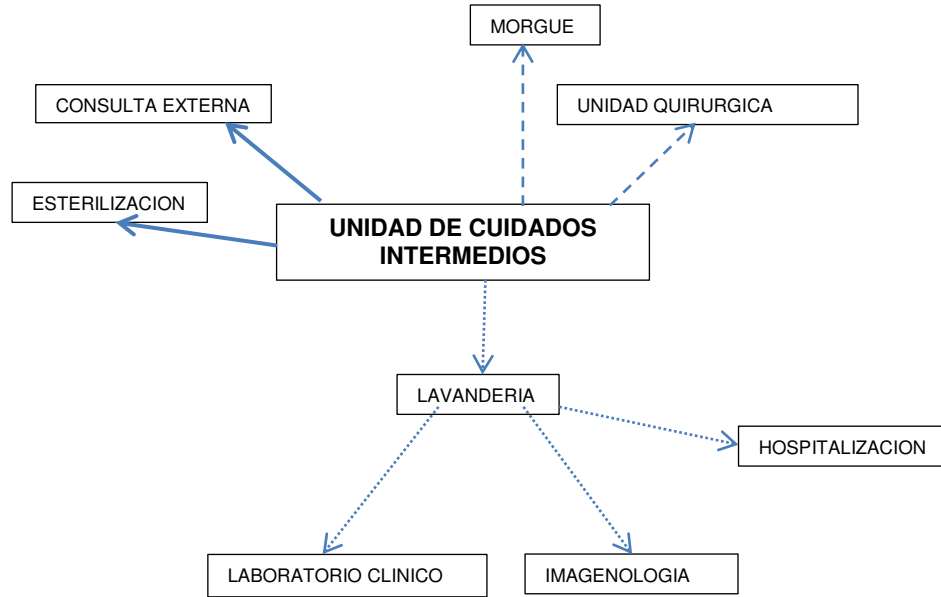 MORGUE
CONSULTA EXTERNA
UNIDAD QUIRURGICA
ESTERILIZACION
UNIDAD DE CUIDADOS
INTERMEDIOS
LAVANDERIA
HOSPITALIZACION
LABORATORIO CLINICO
IMAGENOLOGIA